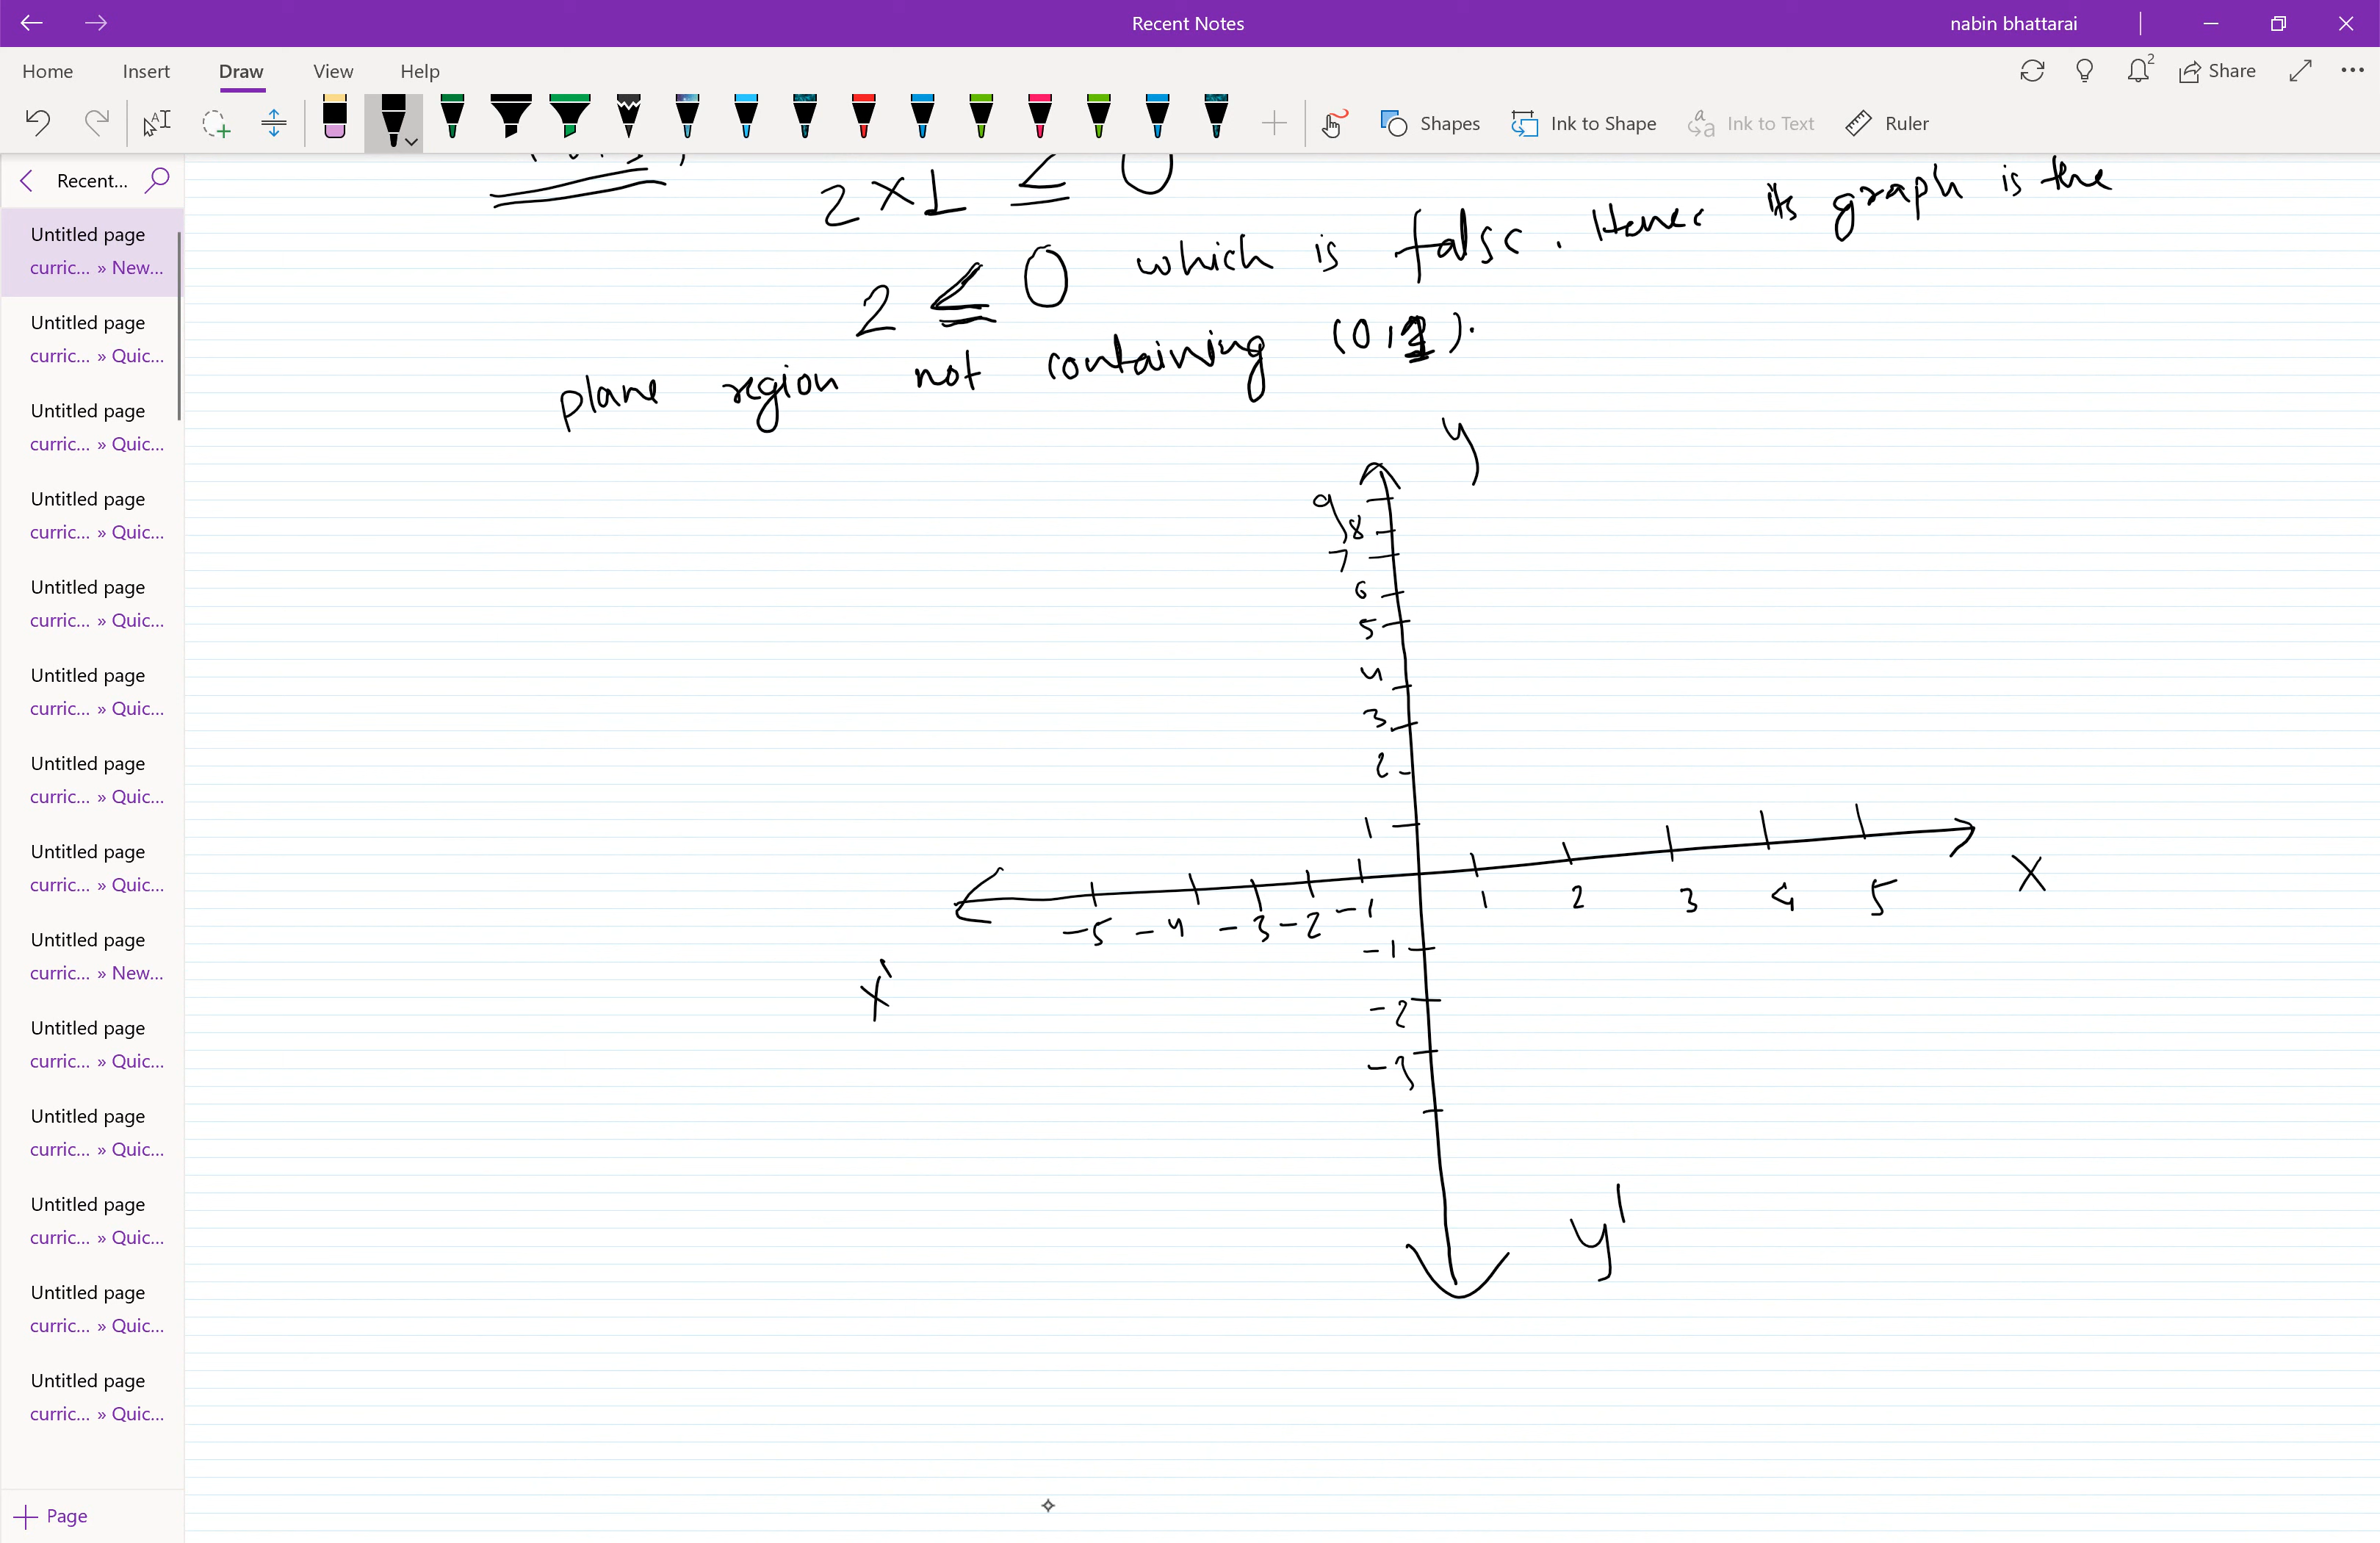 Recent Notes
nabin bhattarai
Home Insert Draw View Help
2
Share
Shapes
Ink to Shape
Ink to Text
Ruler
Recent...
Untitled page
curric... » New...
Untitled page
curric... » Quic...
Untitled page
curric... » Quic...
Untitled page
curric... » Quic...
Untitled page
curric... » Quic...
Untitled page
curric... » Quic...
Untitled page
curric... » Quic...
Untitled page
curric... » Quic...
Untitled page
curric... » New...
Untitled page
curric... » Quic...
Untitled page
curric... » Quic...
Untitled page
curric... » Quic...
Untitled page
curric... » Quic...
Untitled page
curric... » Quic...
Page
2 × 1 ≤ 0
2 ≤ 0 which is false. Hence its graph is the
plane region not containing (0,1).
y
9
8
7
6
5
4
3
2
1
-5 -4 -3 -2 -1 1 2 3 4 5 X
X'
-1
-2
-3
y'